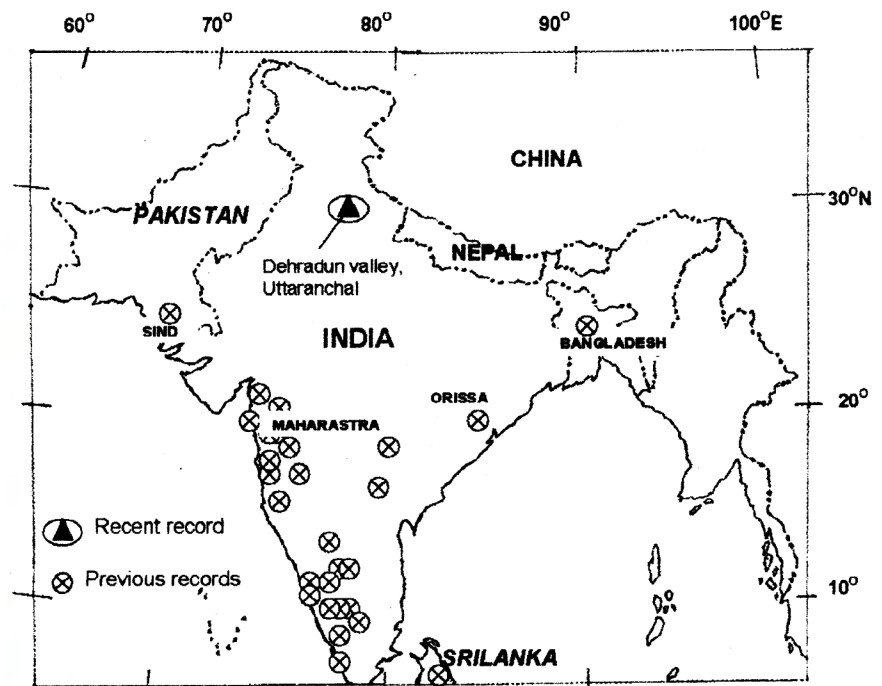 60° 70° 80° 90° 100°E
CHINA
30°N
PAKISTAN
NEPAL
Dehradun valley,
Uttaranchal
SIND
INDIA
BANGLADESH
ORISSA
20°
MAHARASTRA
Recent record
Previous records
10°
SRILANKA